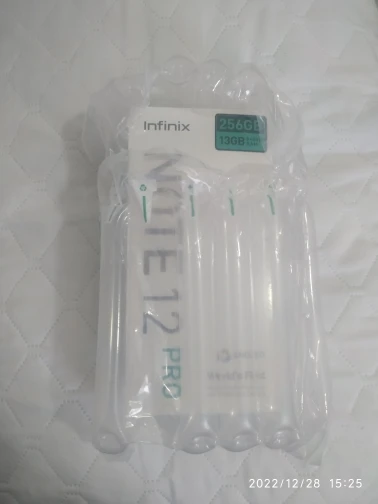 Infinix
256GB
13GB
NOTE 12 PRO
2022/12/28 15:25